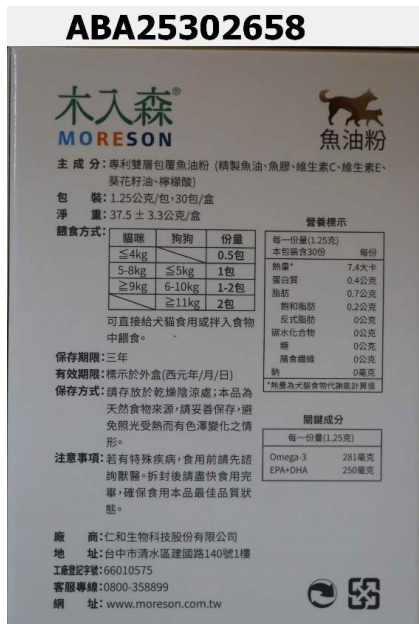 ABA25302658
木入森®
MORESON
魚油粉
主成分:專利雙層包覆魚油粉 (精製魚油、魚膠、維生素C、維生素E、
葵花籽油、檸檬酸)
包裝:1.25公克/包,30包/盒
淨重:37.5 ± 3.3公克/盒
餵食方式:
貓咪 狗狗 份量
≦4kg 0.5包
5-8kg ≦5kg 1包
≧9kg 6-10kg 1-2包
≧11kg 2包
可直接給犬貓食用或拌入食物
中餵食。
保存期限:三年
有效期限:標示於外盒(西元年/月/日)
保存方式:請存放於乾燥陰涼處;本品為
天然食物來源,請妥善保存,避
免照光受熱而有色澤變化之情
形。
注意事項:若有特殊疾病,食用前請先諮
詢獸醫。拆封後請盡快食用完
畢,確保食用本品最佳品質狀
態。
營養標示
每一份量(1.25克)
本包裝含30份 每份
熱量* 7.4大卡
蛋白質 0.4公克
脂肪 0.7公克
飽和脂肪 0.2公克
反式脂肪 0公克
碳水化合物 0公克
糖 0公克
膳食纖維 0公克
鈉 0毫克
*熱量為犬貓食物代謝能計算值
關鍵成分
每一份量(1.25克)
Omega-3 281毫克
EPA+DHA 250毫克
廠商:仁和生物科技股份有限公司
地址:台中市清水區建國路140號1樓
工廠登記字號:66010575
客服專線:0800-358899
網址:www.moreson.com.tw